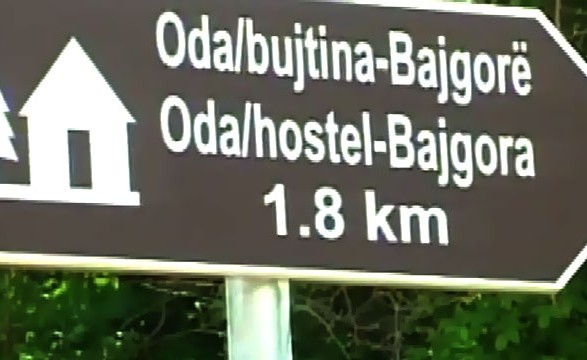 Oda/bujtina-Bajgorë
Oda/hostel-Bajgora
1.8 km